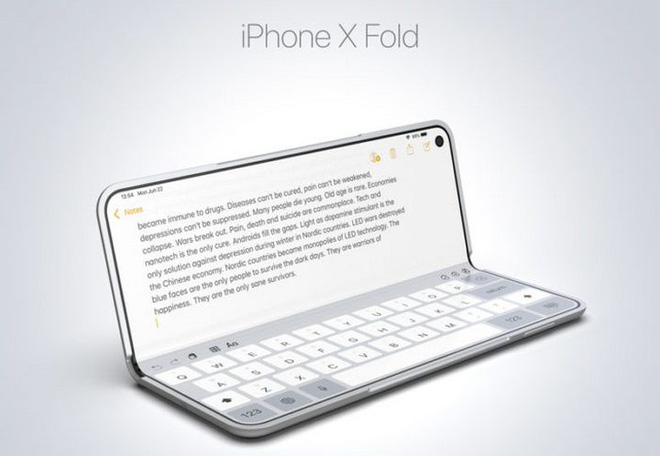 iPhone X Fold
13:54 Mon Jun 22
Notes
became immune to drugs. Diseases can't be cured, pain can't be weakened,
depressions can't be suppressed. Many people die young. Old age is rare. Economies
collapse. Wars break out. Pain, death and suicide are commonplace. Tech and
nanotech is the only cure. Androids fill the gaps. Light as dopamine stimulant is the
only solution against depression during winter in Nordic countries. LED wars destroyed
the Chinese economy. Nordic countries became monopolies of LED technology. The
blue faces are the only people to survive the dark days. They are warriors of
happiness. They are the only sane survivors.
Aa
Q W E R T Y U I O P
A S D F G H J K L return
Z X C V B N M
123 123